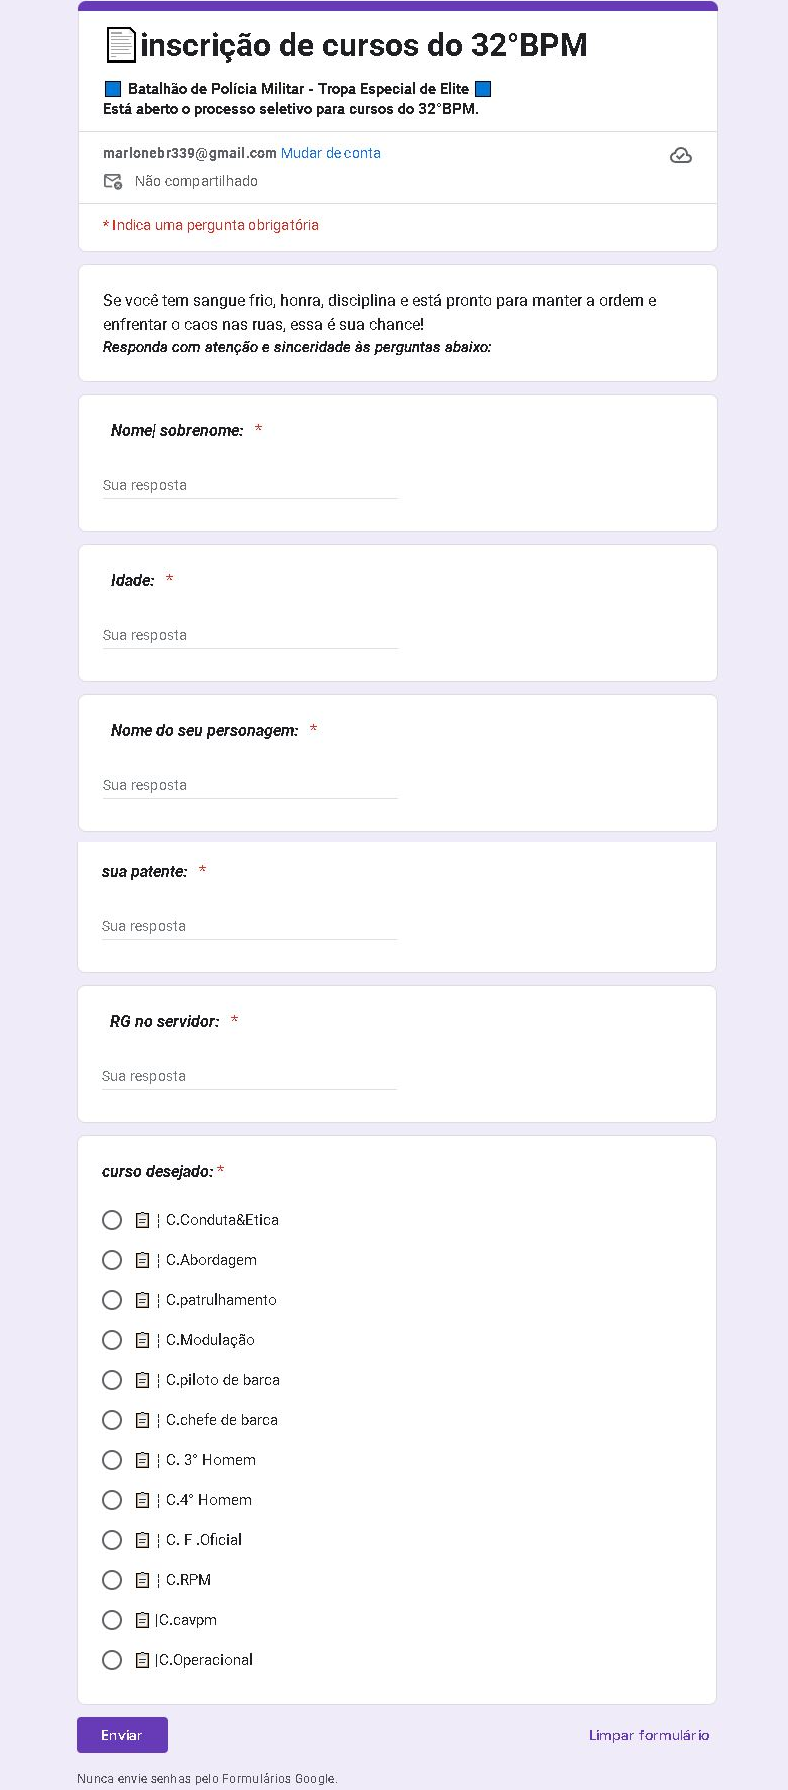 inscrição de cursos do 32°BPM
Batalhão de Polícia Militar - Tropa Especial de Elite
Está aberto o processo seletivo para cursos do 32°BPM.
marlonebr339@gmail.com Mudar de conta
Não compartilhado
* Indica uma pergunta obrigatória
Se você tem sangue frio, honra, disciplina e está pronto para manter a ordem e
enfrentar o caos nas ruas, essa é sua chance!
Responda com atenção e sinceridade às perguntas abaixo:
Nome| sobrenome: *
Sua resposta
Idade: *
Sua resposta
Nome do seu personagem: *
Sua resposta
sua patente: *
Sua resposta
RG no servidor: *
Sua resposta
curso desejado: *
¦ C.Conduta&Etica
¦ C.Abordagem
¦ C.patrulhamento
¦ C.Modulação
¦ C.piloto de barca
¦ C.chefe de barca
¦ C. 3° Homem
¦ C.4° Homem
¦ C. F .Oficial
¦ C.RPM
|C.cavpm
|C.Operacional
Enviar
Limpar formulário
Nunca envie senhas pelo Formulários Google.